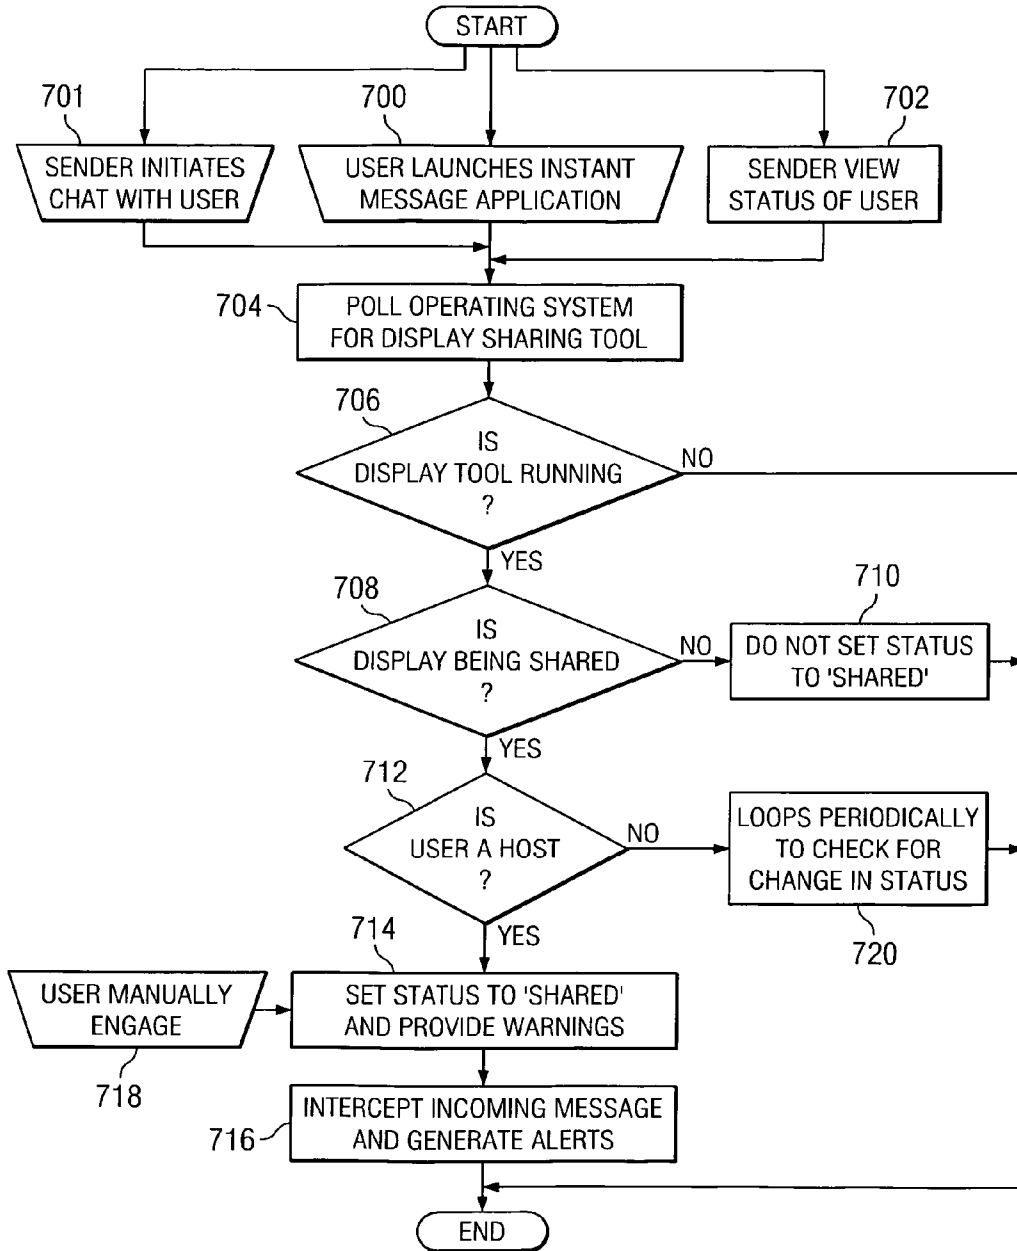 START
701
700
702
SENDER INITIATES
CHAT WITH USER
USER LAUNCHES INSTANT
MESSAGE APPLICATION
SENDER VIEW
STATUS OF USER
704
POLL OPERATING SYSTEM
FOR DISPLAY SHARING TOOL
706
IS
DISPLAY TOOL RUNNING
?
NO
YES
708
IS
DISPLAY BEING SHARED
?
NO
710
DO NOT SET STATUS
TO 'SHARED'
YES
712
IS
USER A HOST
?
NO
LOOPS PERIODICALLY
TO CHECK FOR
CHANGE IN STATUS
720
YES
714
USER MANUALLY
ENGAGE
718
SET STATUS TO 'SHARED'
AND PROVIDE WARNINGS
716
INTERCEPT INCOMING MESSAGE
AND GENERATE ALERTS
END